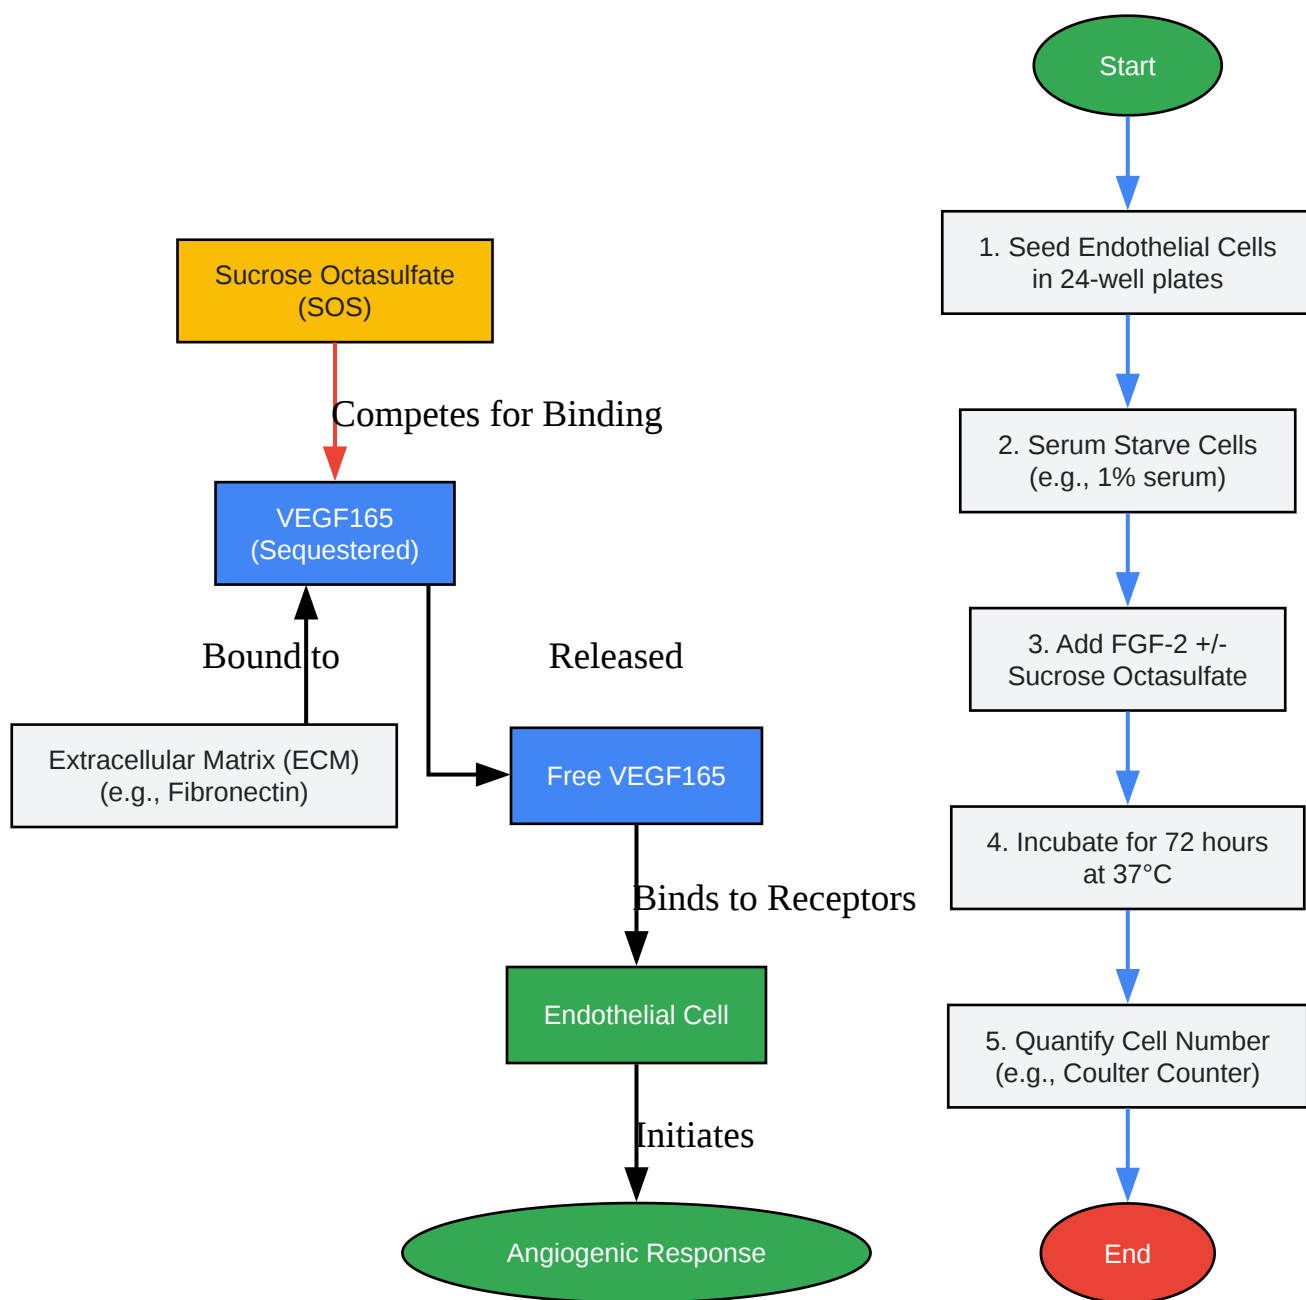 Sucrose Octasulfate
(SOS)
Competes for Binding
VEGF165
(Sequestered)
Bound to
Released
Extracellular Matrix (ECM)
(e.g., Fibronectin)
Free VEGF165
Binds to Receptors
Endothelial Cell
Initiates
Angiogenic Response
Start
1. Seed Endothelial Cells
in 24-well plates
2. Serum Starve Cells
(e.g., 1% serum)
3. Add FGF-2 +/-
Sucrose Octasulfate
4. Incubate for 72 hours
at 37°C
5. Quantify Cell Number
(e.g., Coulter Counter)
End